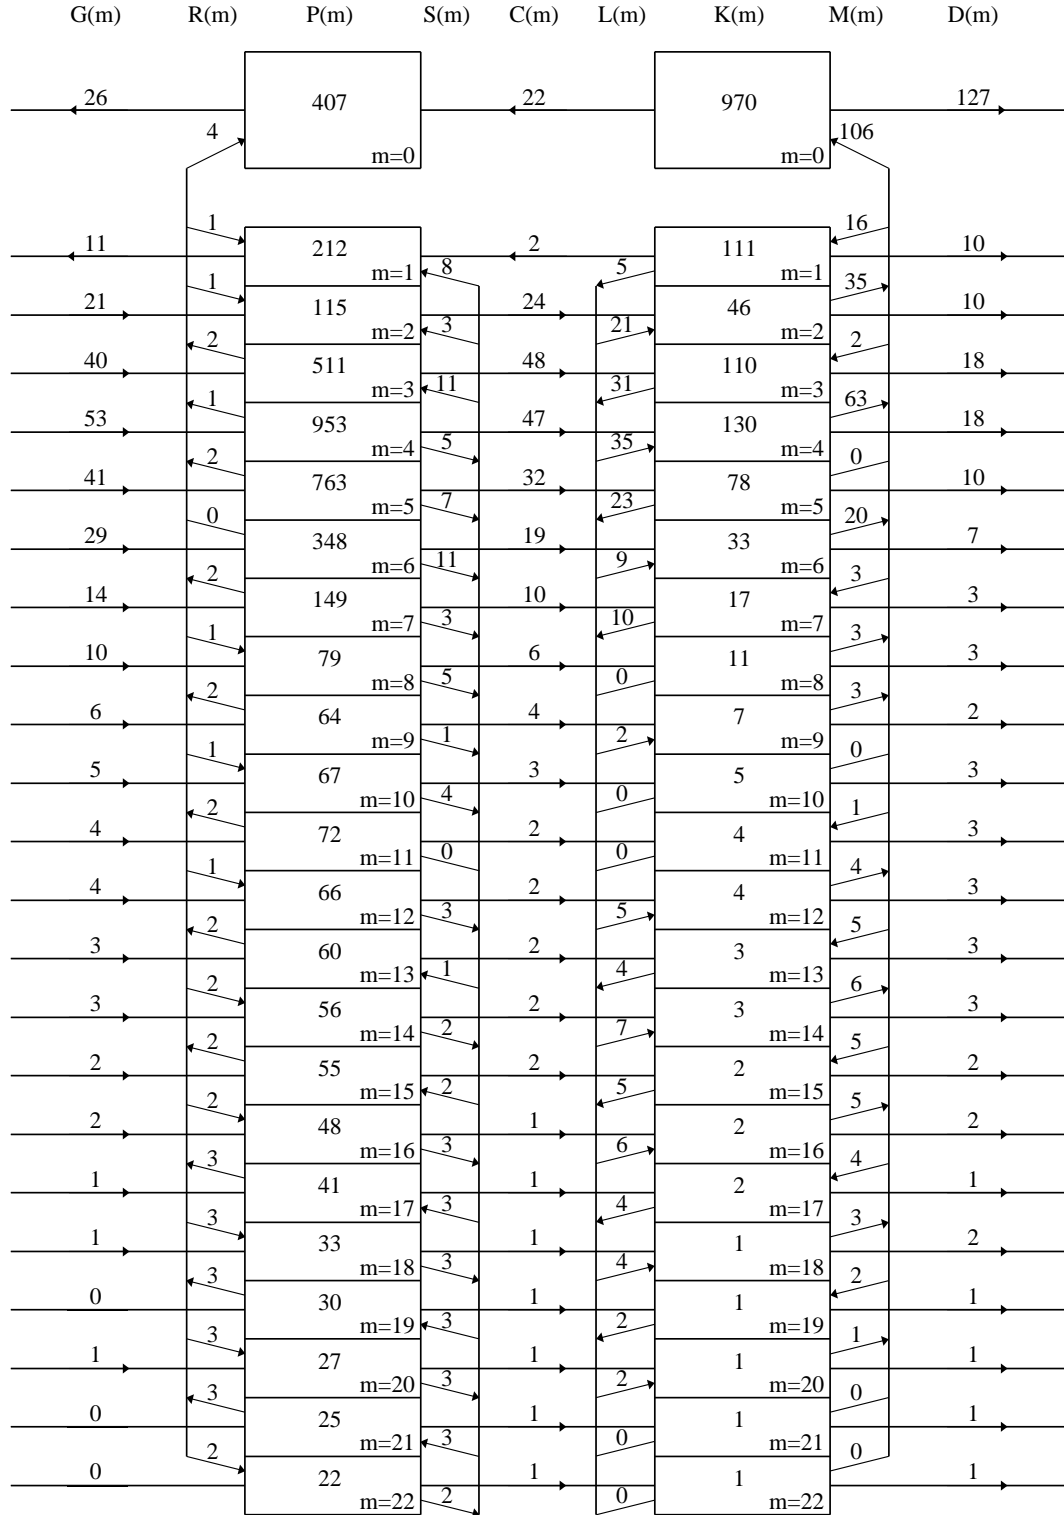 G(m) R(m) P(m) S(m) C(m) L(m) K(m) M(m) D(m)
26 407 22 970 127
4 106
m=0 m=0
1 16
11 212 2 111 10
m=1 8 5 m=1
1 35
21 115 24 46 10
m=2 3 21 m=2
2 2
40 511 48 110 18
m=3 11 31 m=3
1 63
53 953 47 130 18
m=4 5 35 m=4
2 0
41 763 32 78 10
m=5 7 23 m=5
0 20
29 348 19 33 7
m=6 11 9 m=6
2 3
14 149 10 17 3
m=7 3 10 m=7
1 3
10 79 6 11 3
m=8 5 0 m=8
2 3
6 64 4 7 2
m=9 1 2 m=9
1 0
5 67 3 5 3
m=10 4 0 m=10
2 1
4 72 2 4 3
m=11 0 0 m=11
1 4
4 66 2 4 3
m=12 3 5 m=12
2 5
3 60 2 3 3
m=13 1 4 m=13
2 6
3 56 2 3 3
m=14 2 7 m=14
2 5
2 55 2 2 2
m=15 2 5 m=15
2 5
2 48 1 2 2
m=16 3 6 m=16
3 4
1 41 1 2 1
m=17 3 4 m=17
3 3
1 33 1 1 2
m=18 3 4 m=18
3 2
0 30 1 1 1
m=19 3 2 m=19
3 1
1 27 1 1 1
m=20 3 2 m=20
3 0
0 25 1 1 1
m=21 3 0 m=21
2 0
0 22 1 1 1
m=22 2 0 m=22